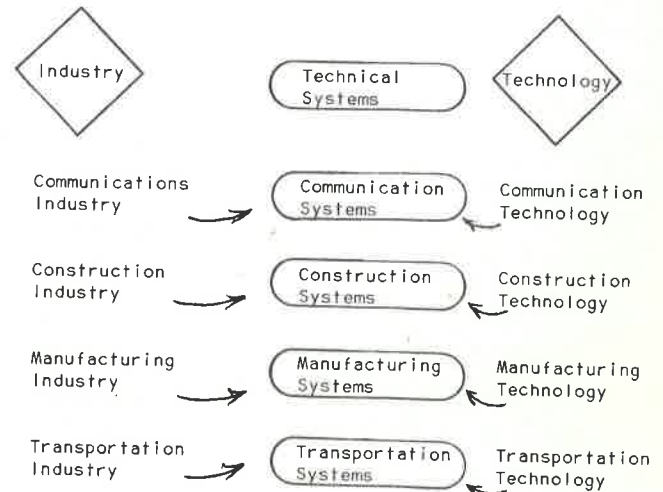 Industry
Technical
Systems
Technology
Communications
Industry
Communication
Systems
Communication
Technology
Construction
Industry
Construction
Systems
Construction
Technology
Manufacturing
Industry
Manufacturing
Systems
Manufacturing
Technology
Transportation
Industry
Transportation
Systems
Transportation
Technology